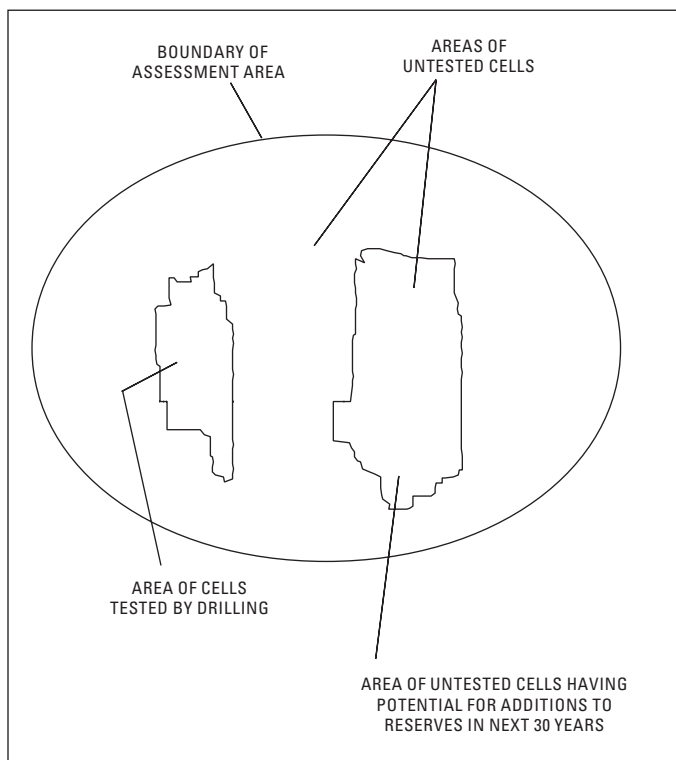 BOUNDARY OF
ASSESSMENT AREA
AREAS OF
UNTESTED CELLS
AREA OF CELLS
TESTED BY DRILLING
AREA OF UNTESTED CELLS HAVING
POTENTIAL FOR ADDITIONS TO
RESERVES IN NEXT 30 YEARS